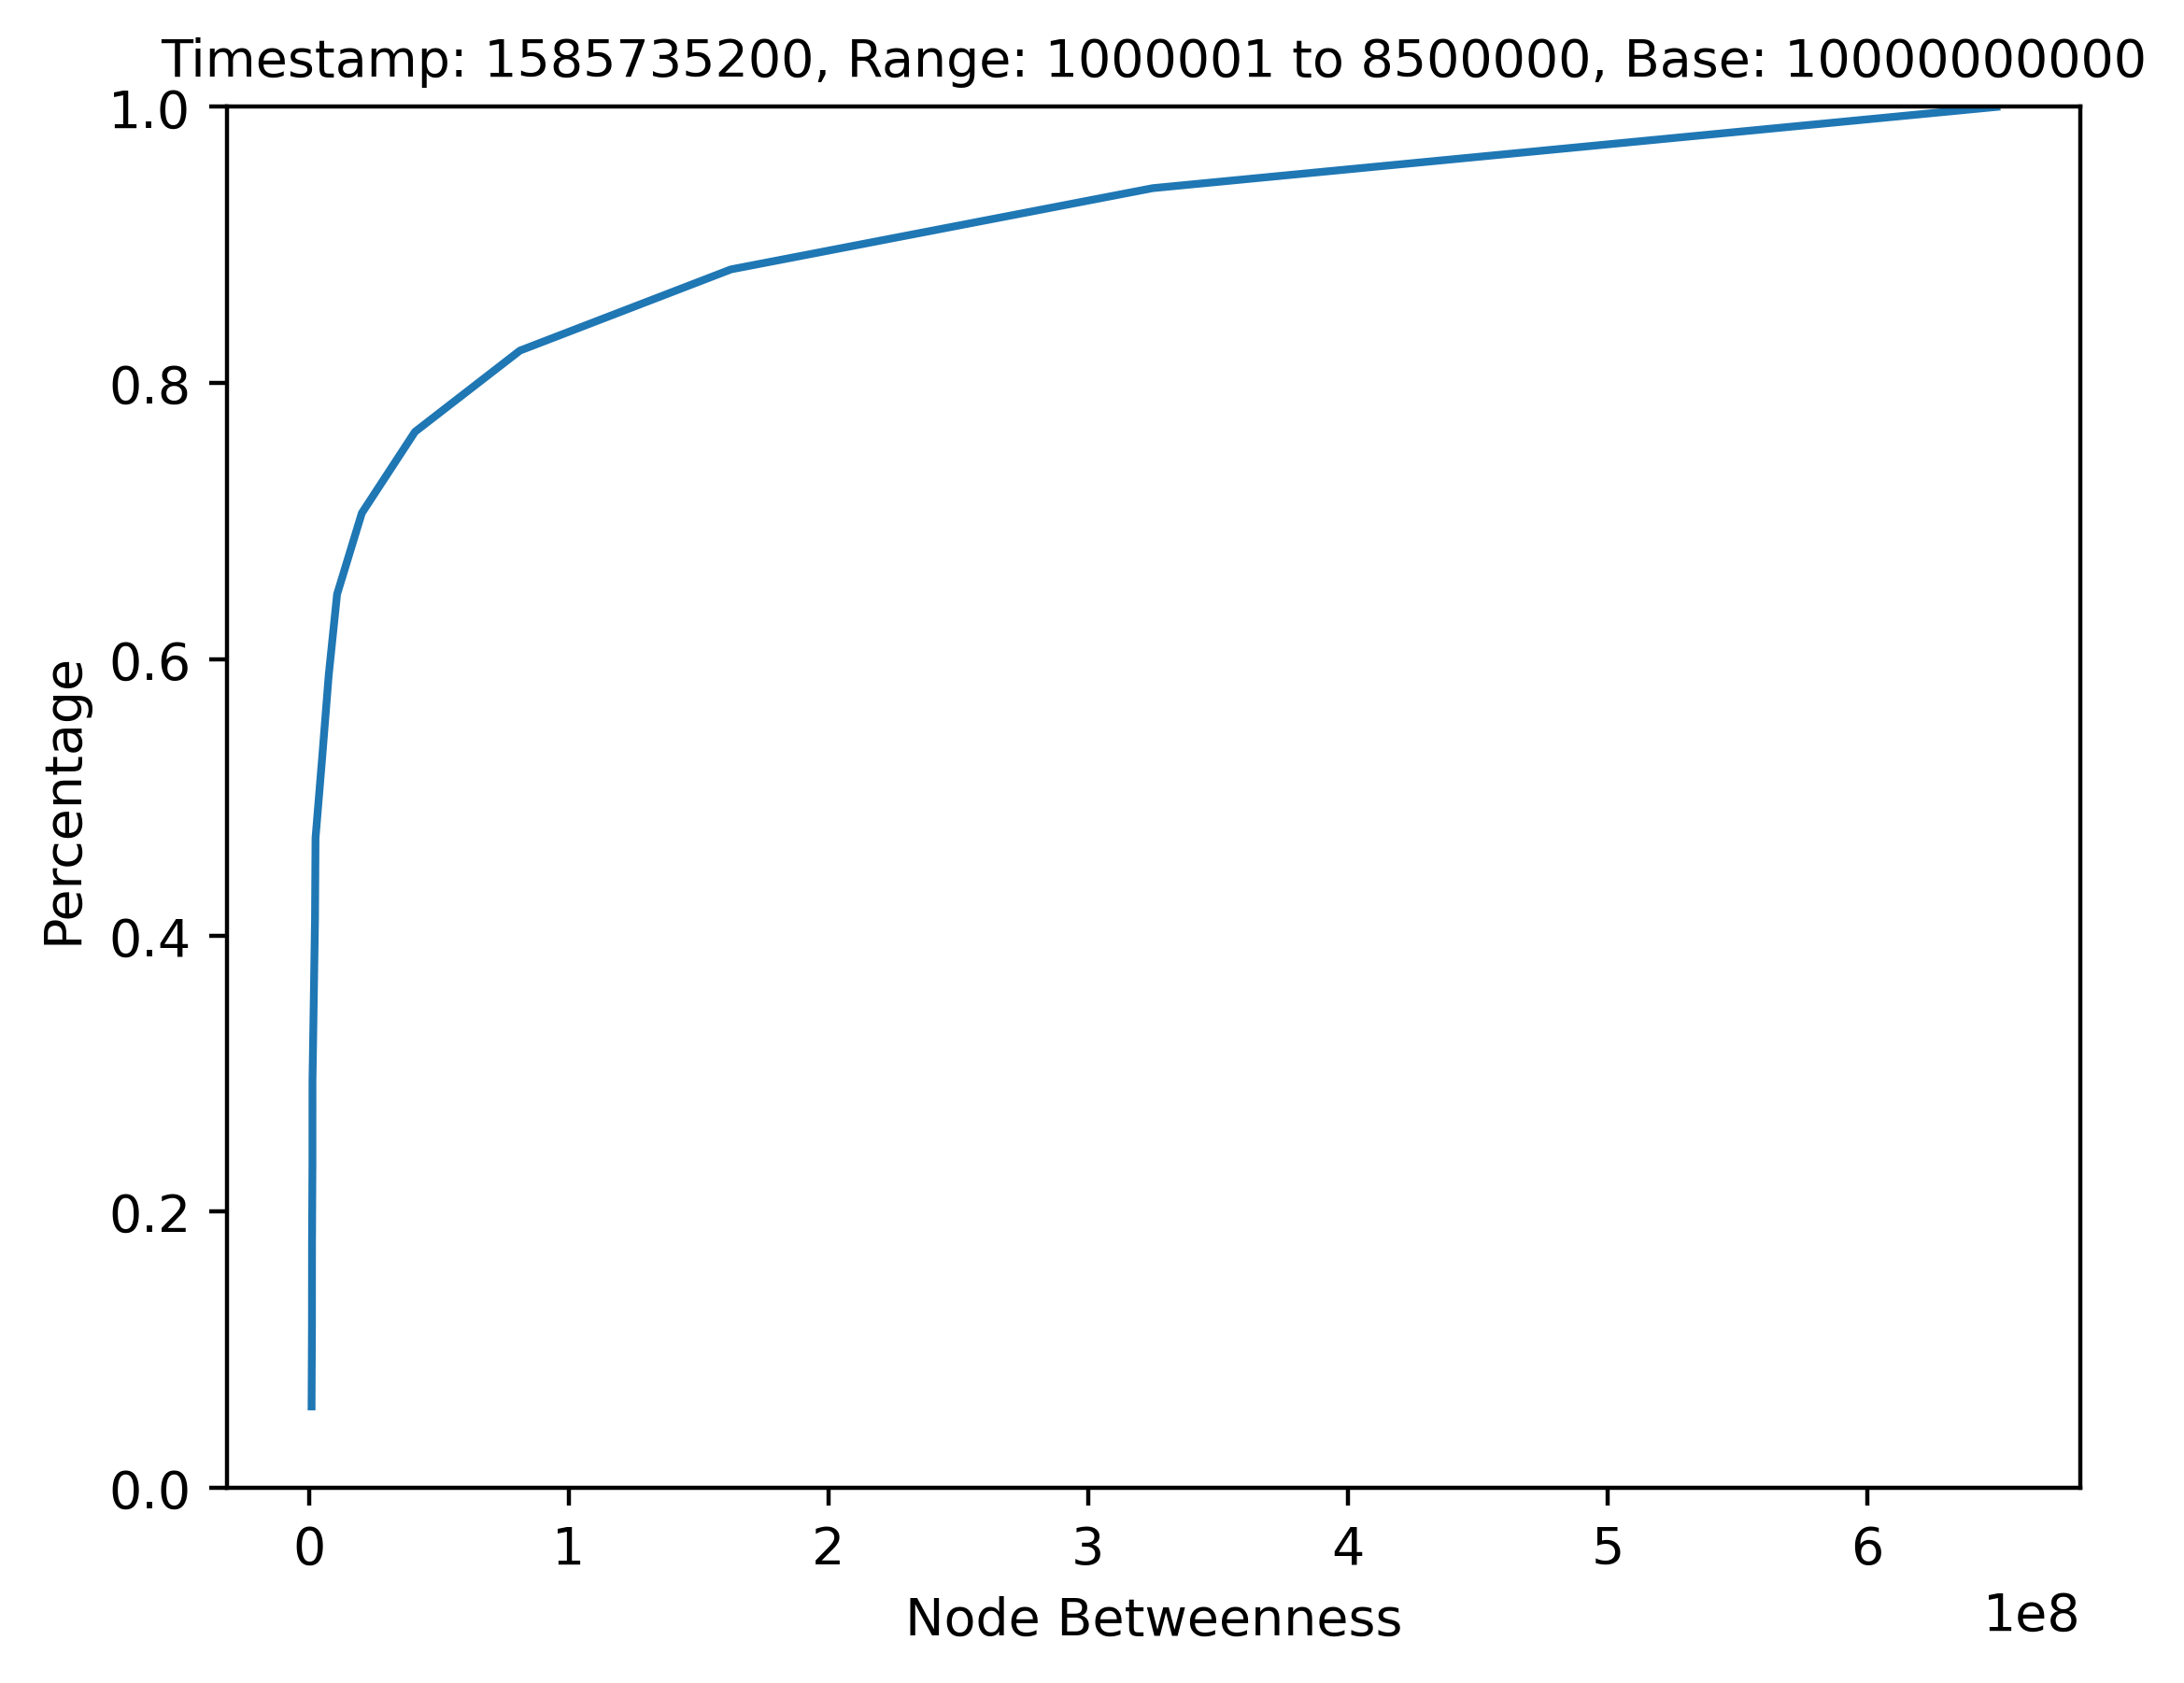 Timestamp: 1585735200, Range: 1000001 to 8500000, Base: 10000000000
1.0
0.8
0.6
0.4
0.2
0.0
Percentage
0 1 2 3 4 5 6
1e8
Node Betweenness